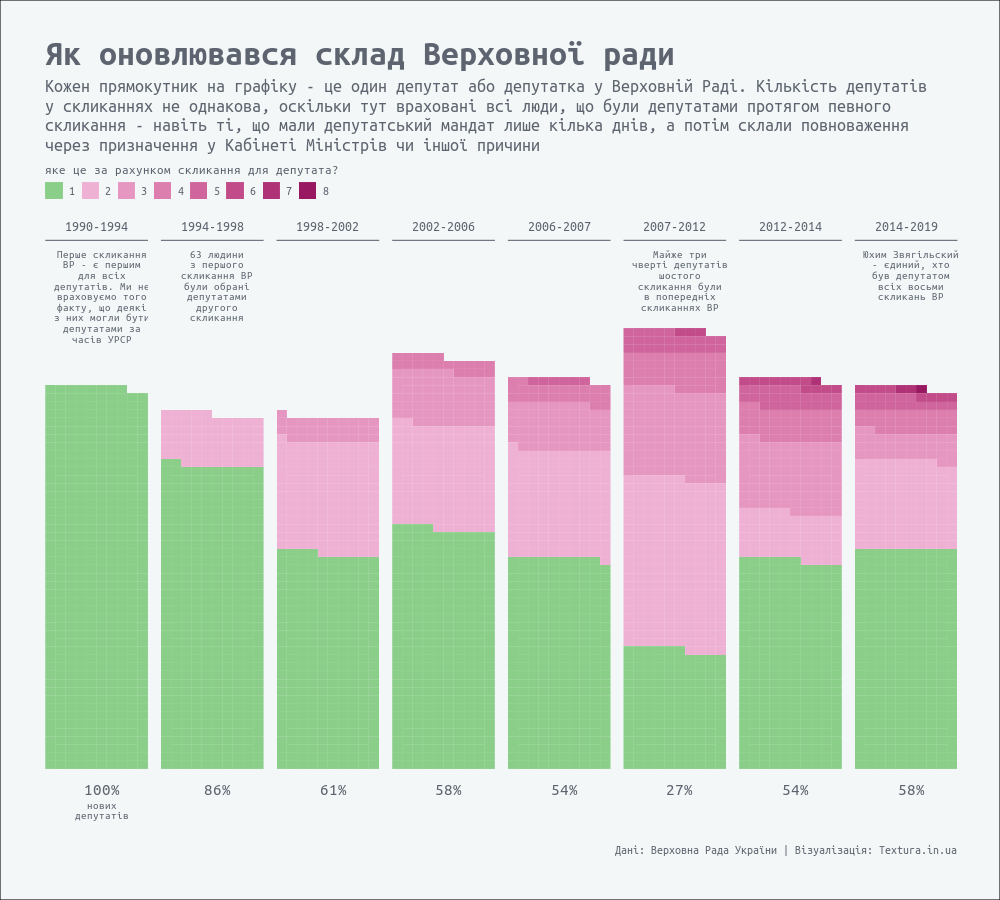 Як оновлювався склад Верховної ради
Кожен прямокутник на графіку - це один депутат або депутатка у Верховній Раді. Кількість депутатів
у скликаннях не однакова, оскільки тут враховані всі люди, що були депутатами протягом певного
скликання - навіть ті, що мали депутатський мандат лише кілька днів, а потім склали повноваження
через призначення у Кабінеті Міністрів чи іншої причини
яке це за рахунком скликання для депутата?
1 2 3 4 5 6 7 8
1990-1994 1994-1998 1998-2002 2002-2006 2006-2007 2007-2012 2012-2014 2014-2019
Перше скликання
ВР - є першим
для всіх
депутатів. Ми не
враховуємо того
факту, що деякі
з них могли бути
депутатами за
часів УРСР
63 людини
з першого
скликання ВР
були обрані
депутатами
другого
скликання
Майже три
чверті депутатів
шостого
скликання були
в попередніх
скликаннях ВР
Юхим Звягільский
- єдиний, хто
був депутатом
всіх восьми
скликань ВР
100% 86% 61% 58% 54% 27% 54% 58%
нових
депутатів
Дані: Верховна Рада України | Візуалізація: Textura.in.ua